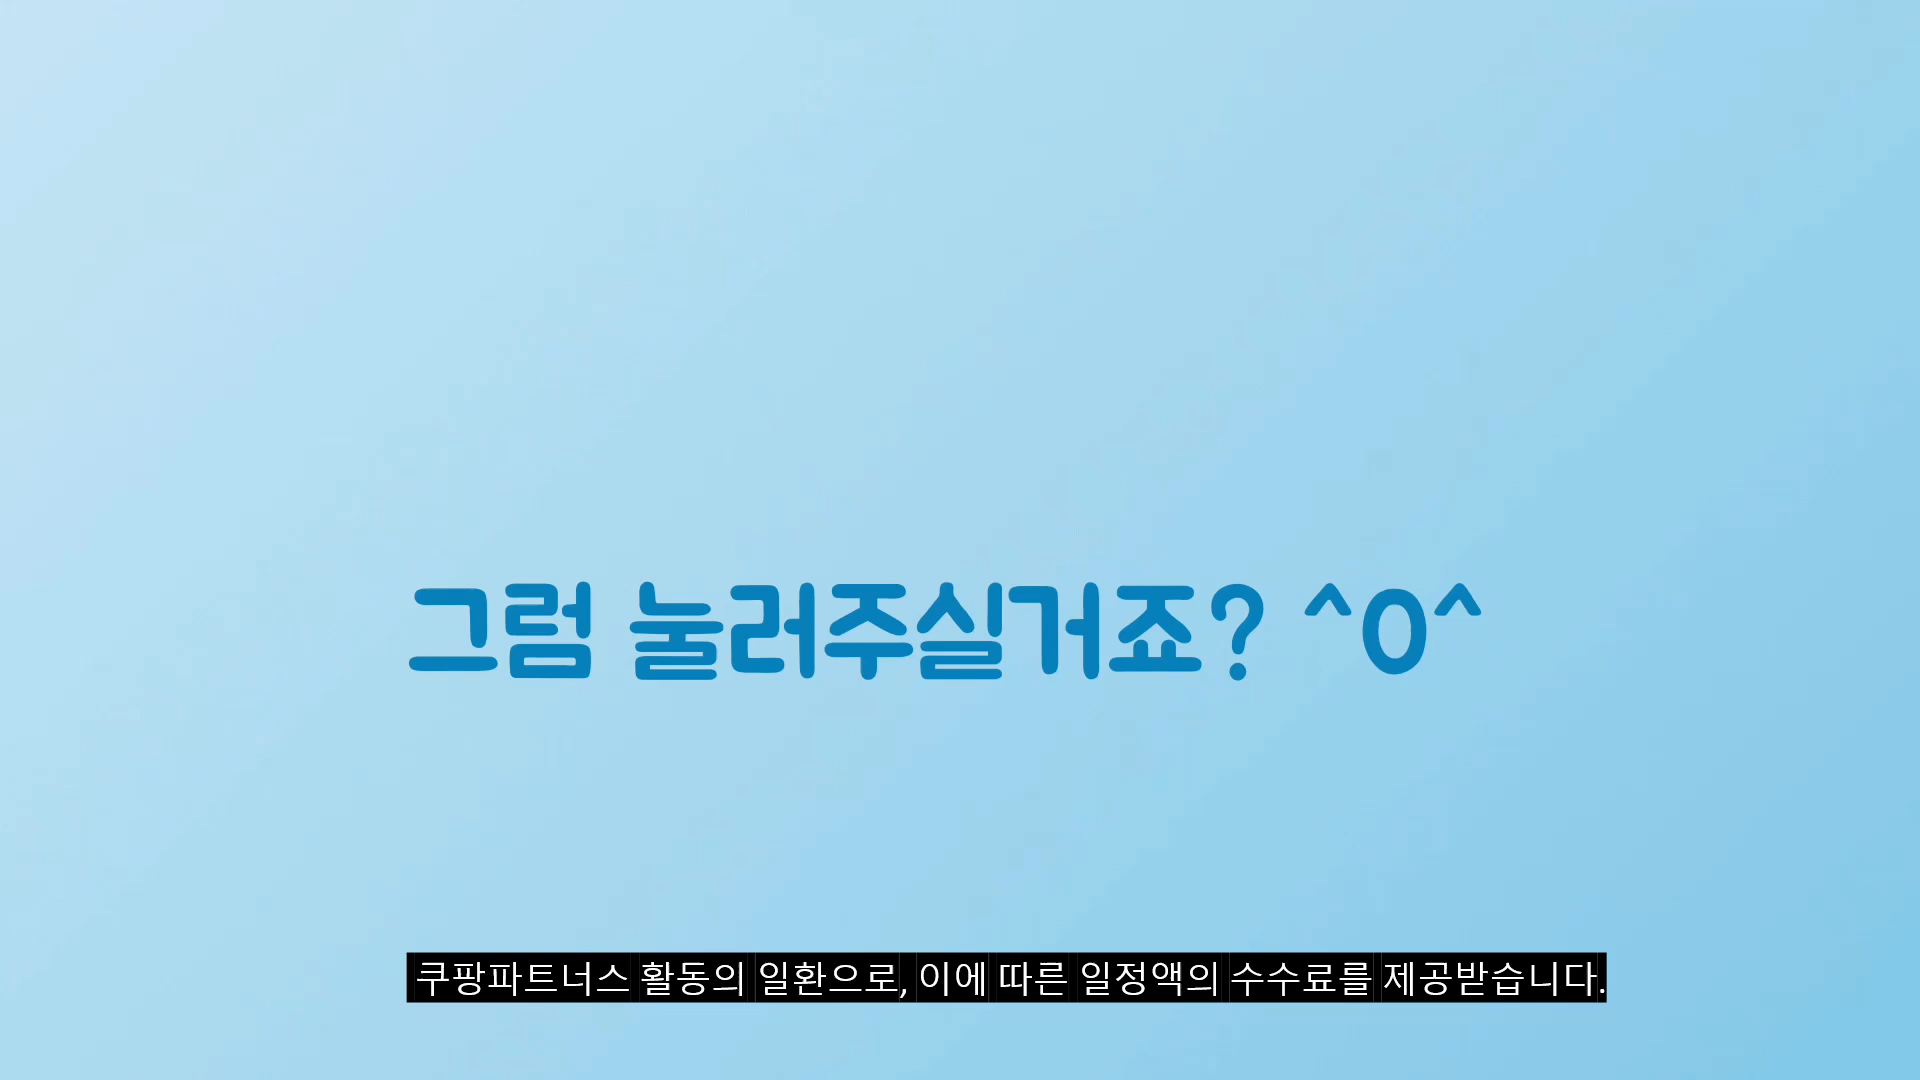 그럼 눌러주실거죠? ^0^
쿠팡파트너스 활동의 일환으로, 이에 따른 일정액의 수수료를 제공받습니다.